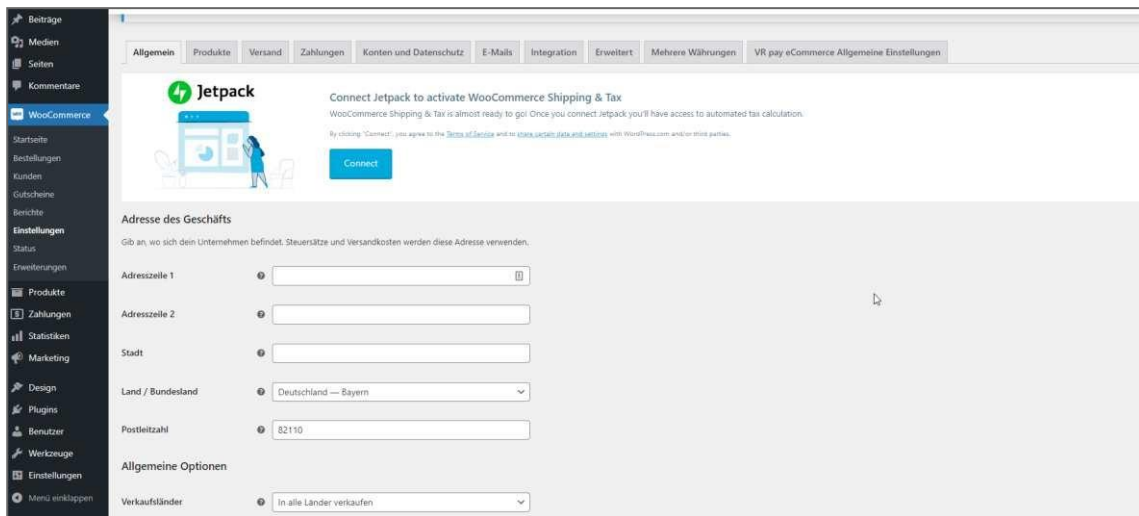 Beiträge
Medien
Seiten
Kommentare
WooCommerce
Startseite
Bestellungen
Kunden
Gutscheine
Berichte
Einstellungen
Status
Erweiterungen
Produkte
Zahlungen
Statistiken
Marketing
Design
Plugins
Benutzer
Werkzeuge
Einstellungen
Menü einklappen
Allgemein Produkte Versand Zahlungen Konten und Datenschutz E-Mails Integration Erweitert Mehrere Währungen VR pay eCommerce Allgemeine Einstellungen
Jetpack
Connect Jetpack to activate WooCommerce Shipping & Tax
WooCommerce Shipping & Tax is almost ready to go! Once you connect Jetpack you'll have access to automated tax calculation.
By clicking "Connect", you agree to the Terms of Service and to share certain data and settings with WordPress.com and/or third parties.
Connect
Adresse des Geschäfts
Gib an, wo sich dein Unternehmen befindet. Steuersätze und Versandkosten werden diese Adresse verwenden.
Adresszeile 1
Adresszeile 2
Stadt
Land / Bundesland Deutschland — Bayern
Postleitzahl 82110
Allgemeine Optionen
Verkaufsländer In alle Länder verkaufen